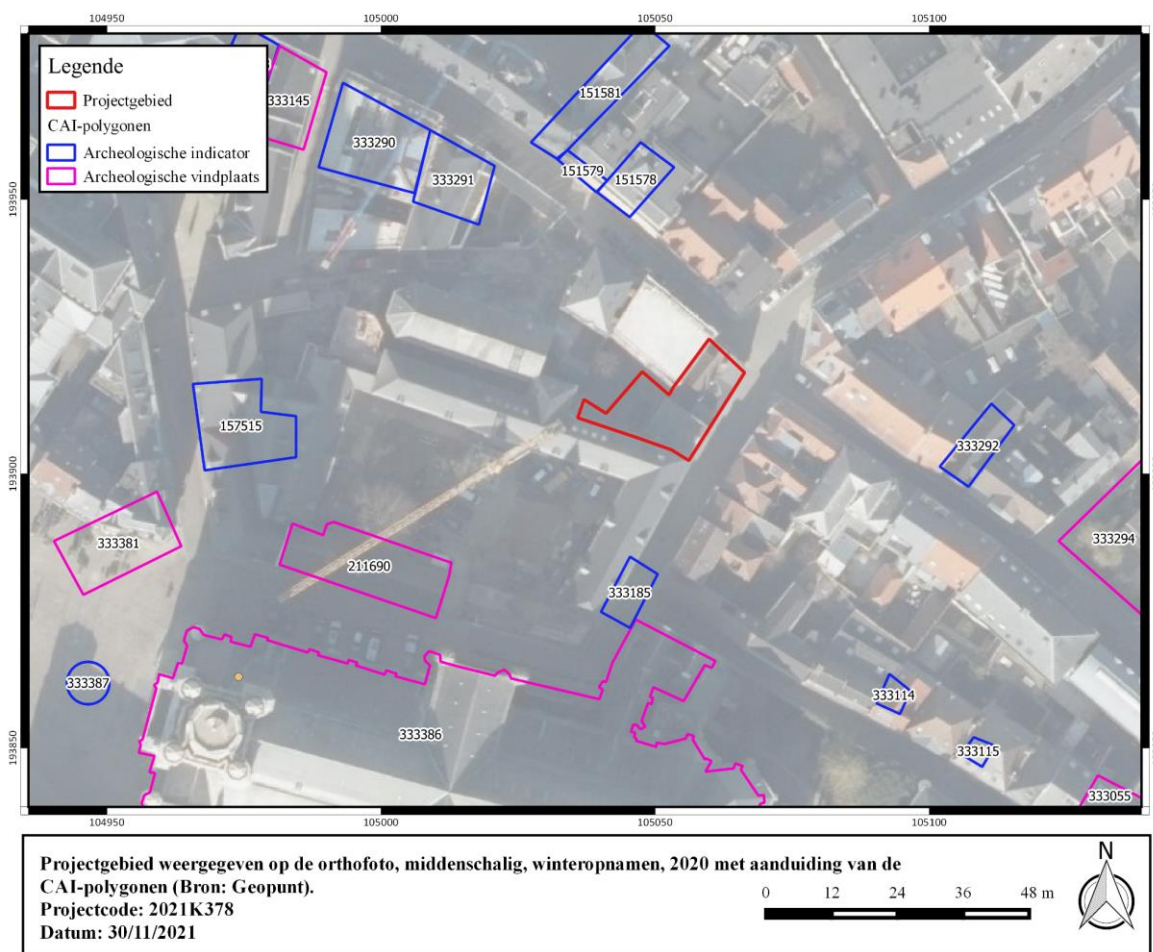 104950 105000 105050 105100
Legende
Projectgebied
CAI-polygonen
Archeologische indicator
Archeologische vindplaats
333145
151581
333290
151579
333291
151578
193950
157515
333292
193900
333381
333294
211690
333185
333387
333114
333386
193850
333115
333055
104950 105000 105050 105100
Projectgebied weergegeven op de orthofoto, middenschalig, winteropnamen, 2020 met aanduiding van de
CAI-polygonen (Bron: Geopunt).
Projectcode: 2021K378
Datum: 30/11/2021
0 12 24 36 48 m
N